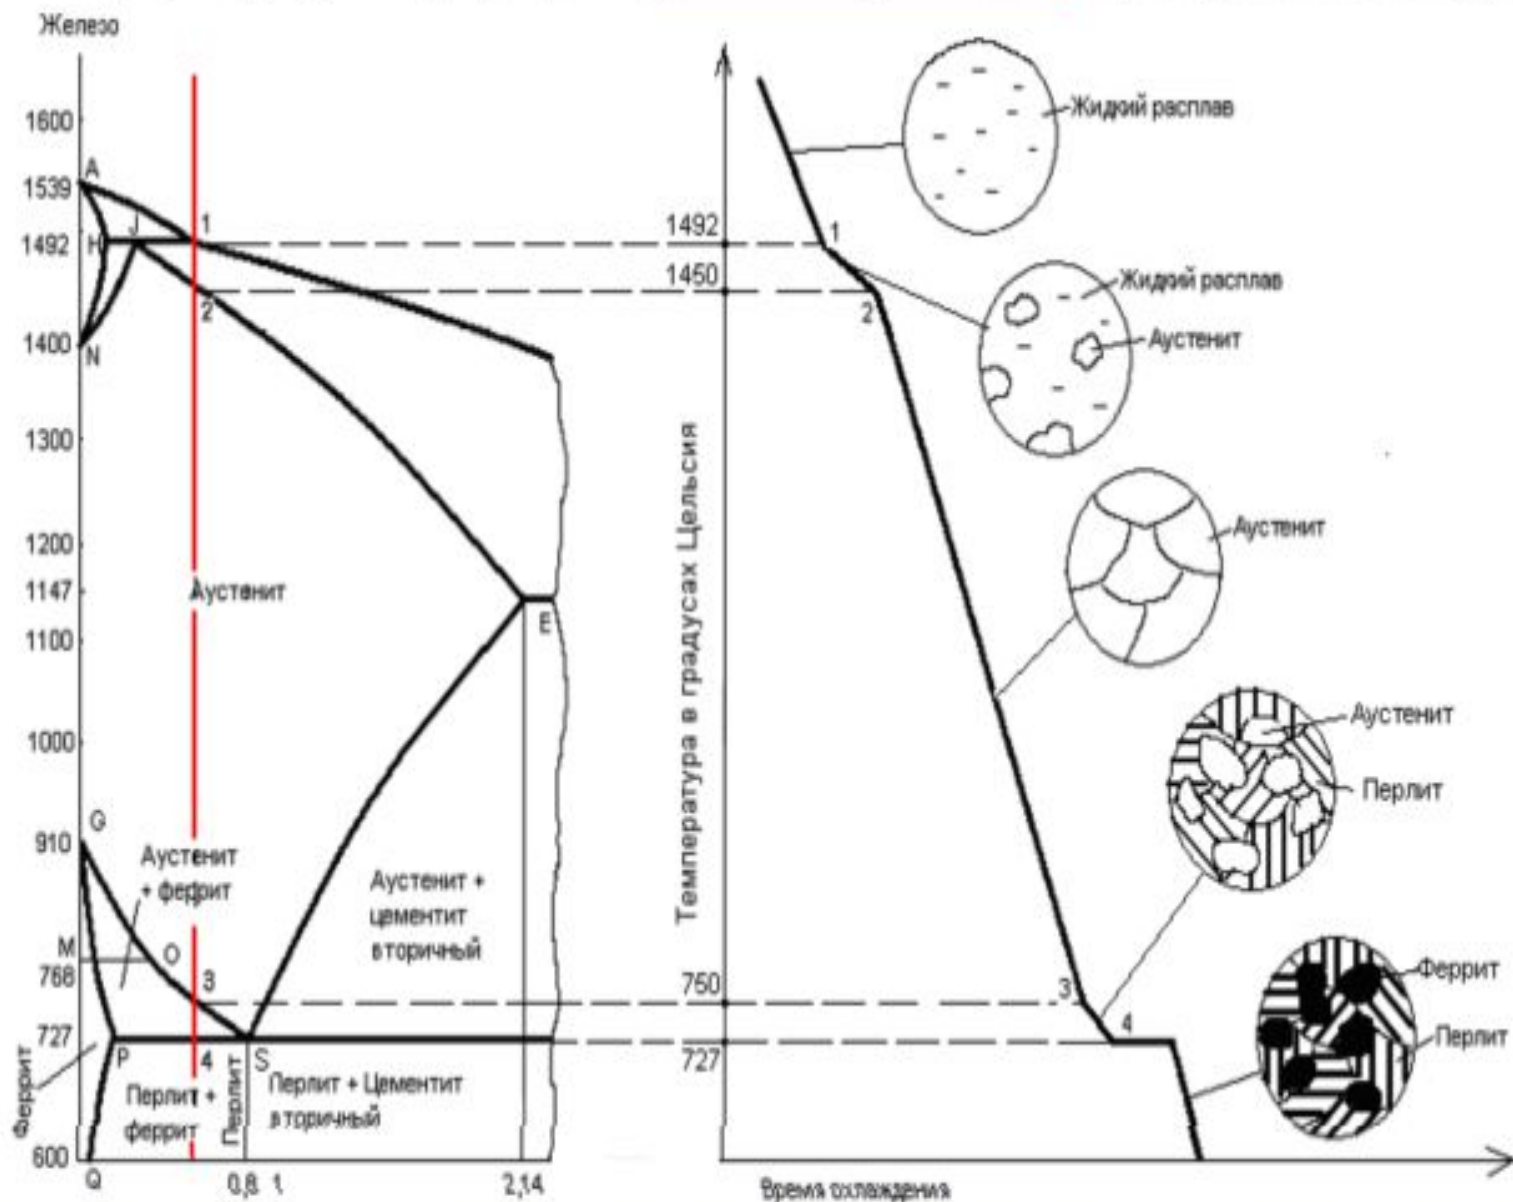 Железо
1600
A
1539
J
1
1492
H
2
1400
N
1300
1200
1147
Аустенит
E
1100
1000
G
910
Аустенит
+ феррит
Аустенит +
цементит
вторичный
M
O
768
3
727
P
4
S
Феррит
Перлит +
феррит
Перлит
Перлит + Цементит
вторичный
600
Q
0,8
1
2,14
Температура в градусах Цельсия
1492
1
1450
2
750
3
727
4
Время охлаждения
Жидкий расплав
Жидкий расплав
Аустенит
Аустенит
Аустенит
Перлит
Феррит
Перлит